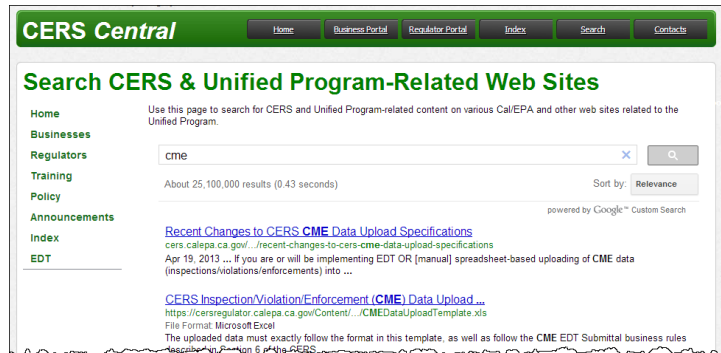 CERS Central
Home Business Portal Regulator Portal Index Search Contacts
Search CERS & Unified Program-Related Web Sites
Home
Businesses
Regulators
Training
Policy
Announcements
Index
EDT
Use this page to search for CERS and Unified Program-related content on various Cal/EPA and other web sites related to the
Unified Program.
cme
About 25,100,000 results (0.43 seconds)
Sort by: Relevance
powered by Google™ Custom Search
Recent Changes to CERS CME Data Upload Specifications
cers.calepa.ca.gov/.../recent-changes-to-cers-cme-data-upload-specifications
Apr 19, 2013 ... If you are or will be implementing EDT OR [manual] spreadsheet-based uploading of CME data
(inspections/violations/enforcements) into ...
CERS Inspection/Violation/Enforcement (CME) Data Upload ...
https://cersregulator.calepa.ca.gov/Content/.../CMEDataUploadTemplate.xls
File Format: Microsoft Excel
The uploaded data must exactly follow the format in this template, as well as follow the CME EDT Submittal business rules
described in Section 6 of the CERS